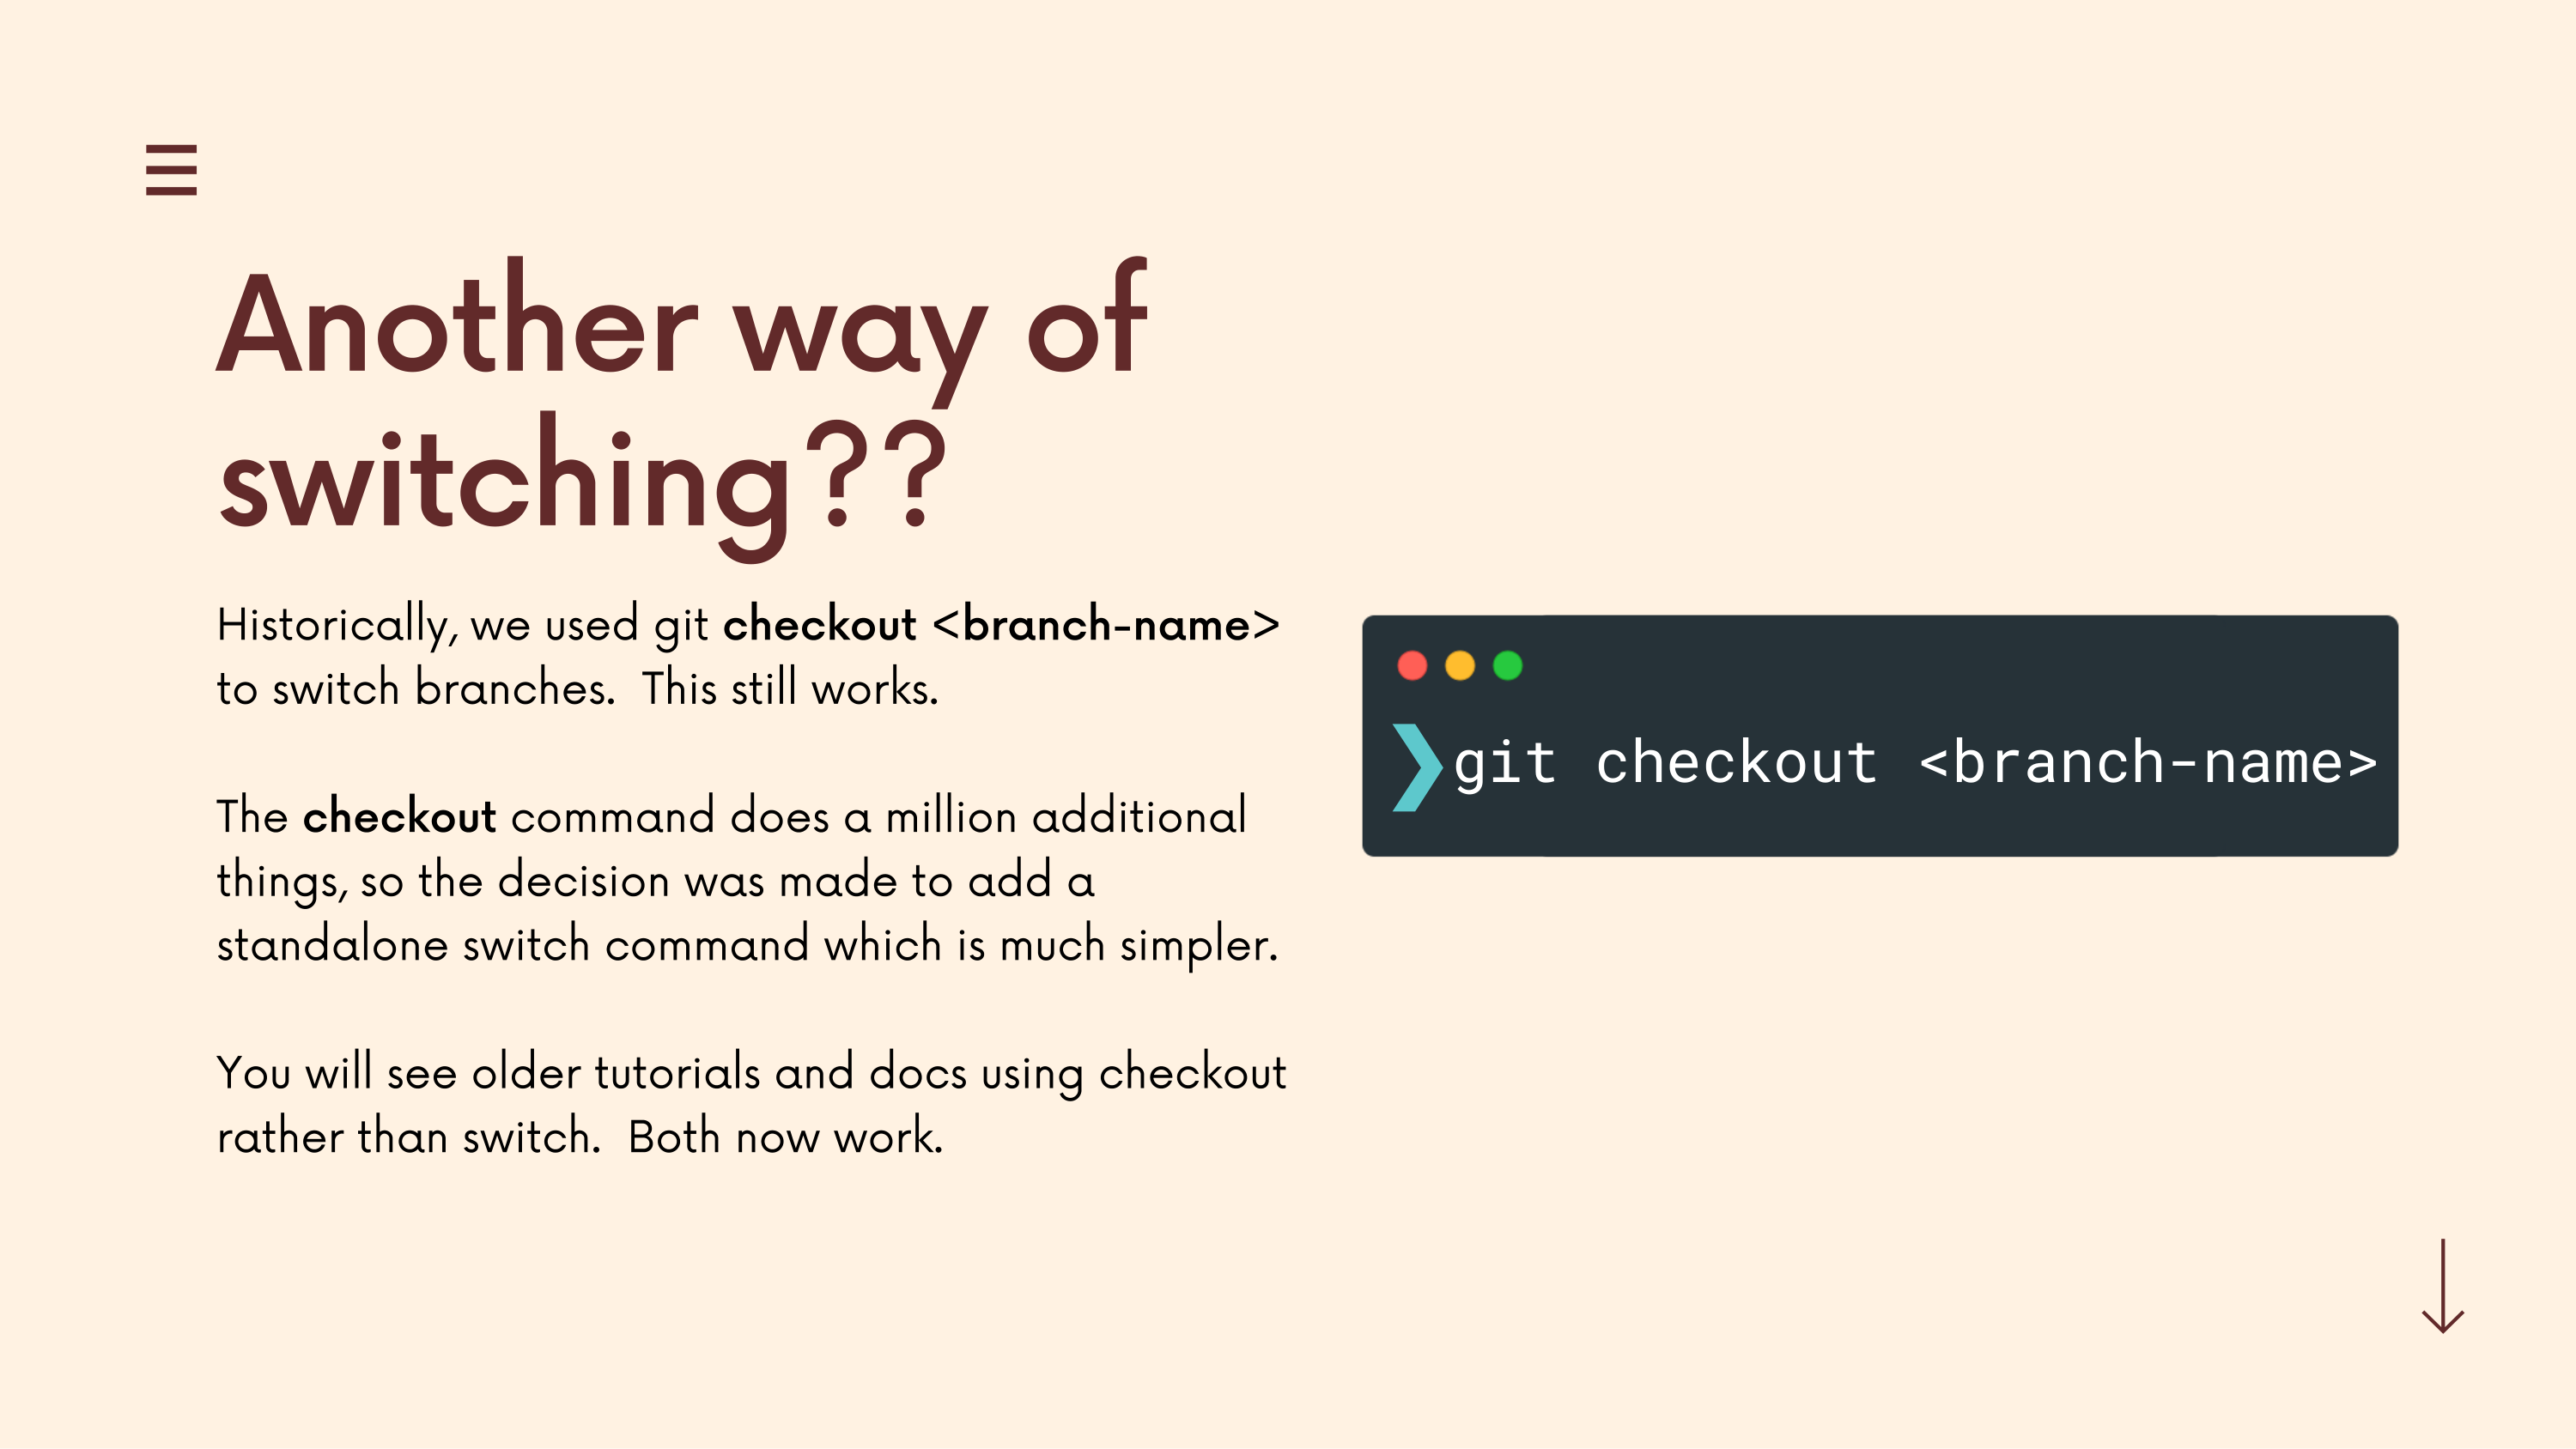 Another way of
switching??
Historically, we used git checkout <branch-name>
to switch branches.  This still works.
The checkout command does a million additional
things, so the decision was made to add a
standalone switch command which is much simpler.
You will see older tutorials and docs using checkout
rather than switch.  Both now work.
❯git checkout <branch-name>